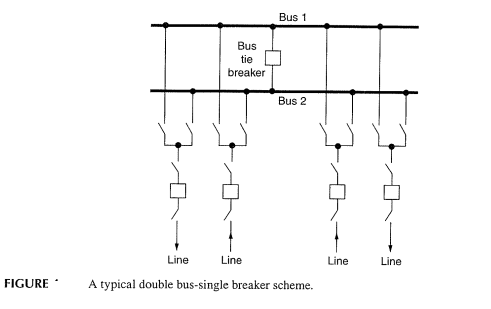 Bus 1
Bus
tie
breaker
Bus 2
Line Line Line Line
FIGURE A typical double bus-single breaker scheme.